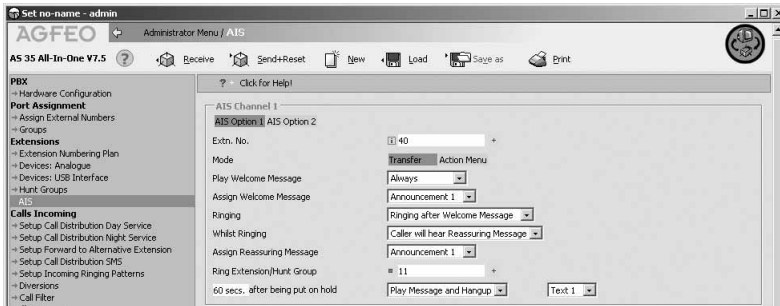 Set no-name - admin
AGFEO Administrator Menu / AIS
AS 35 All-In-One V7.5 ? Receive Send+Reset New Load Save as Print
PBX
Hardware Configuration
Port Assignment
Assign External Numbers
Groups
Extensions
Extension Numbering Plan
Devices: Analogue
Devices: USB Interface
Hunt Groups
AIS
Calls Incoming
Setup Call Distribution Day Service
Setup Call Distribution Night Service
Setup Forward to Alternative Extension
Setup Call Distribution SMS
Setup Incoming Ringing Patterns
Diversions
Call Filter
? Click for Help!
AIS Channel 1
AIS Option 1 AIS Option 2
Extn. No. 40 +
Mode Transfer Action Menu
Play Welcome Message Always
Assign Welcome Message Announcement 1
Ringing Ringing after Welcome Message
Whilst Ringing Caller will hear Reassuring Message
Assign Reassuring Message Announcement 1
Ring Extension/Hunt Group 11 +
60 secs. after being put on hold Play Message and Hangup Text 1